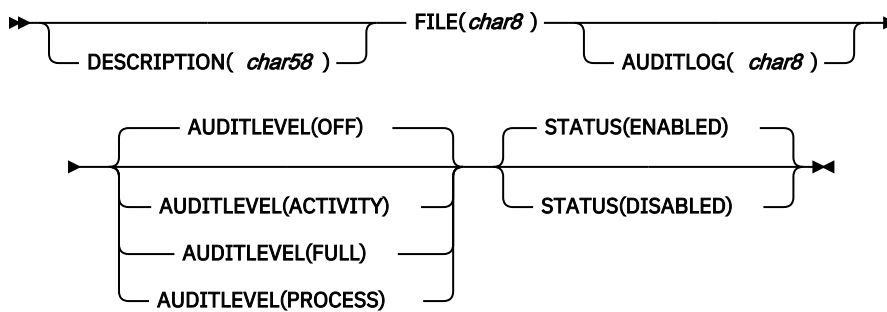 FILE(char8)
DESCRIPTION( char58 )
AUDITLOG( char8 )
AUDITLEVEL(OFF)
STATUS(ENABLED)
AUDITLEVEL(ACTIVITY)
STATUS(DISABLED)
AUDITLEVEL(FULL)
AUDITLEVEL(PROCESS)